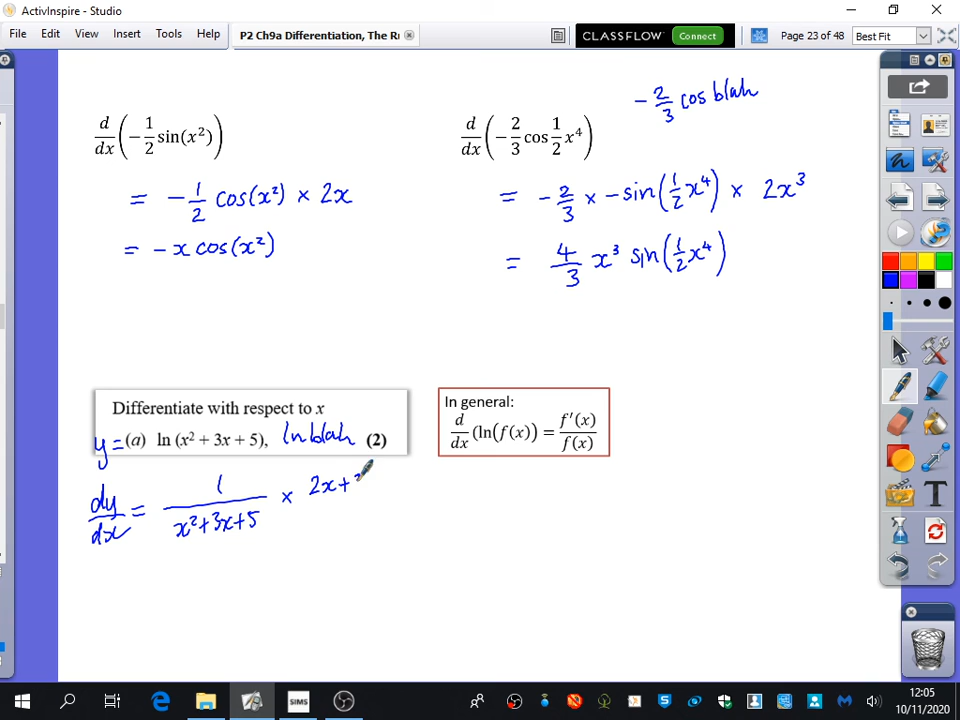 ActivInspire - Studio
File Edit View Insert Tools Help
P2 Ch9a Differentiation, The R
CLASSFLOW Connect
Page 23 of 48
Best Fit
- 2/3 cos blah
d/dx (-1/2 sin(x²))
= -1/2 cos(x²) × 2x
= -x cos(x²)
d/dx (-2/3 cos 1/2 x⁴)
= -2/3 × -sin(1/2 x⁴) × 2x³
= 4/3 x³ sin(1/2 x⁴)
Differentiate with respect to x
y= (a) ln (x² + 3x + 5), ln blah (2)
In general:
d/dx (ln(f(x)) = f′(x)/f(x)
dy/dx = 1/(x²+3x+5) × 2x+
SIMS
12:05
10/11/2020